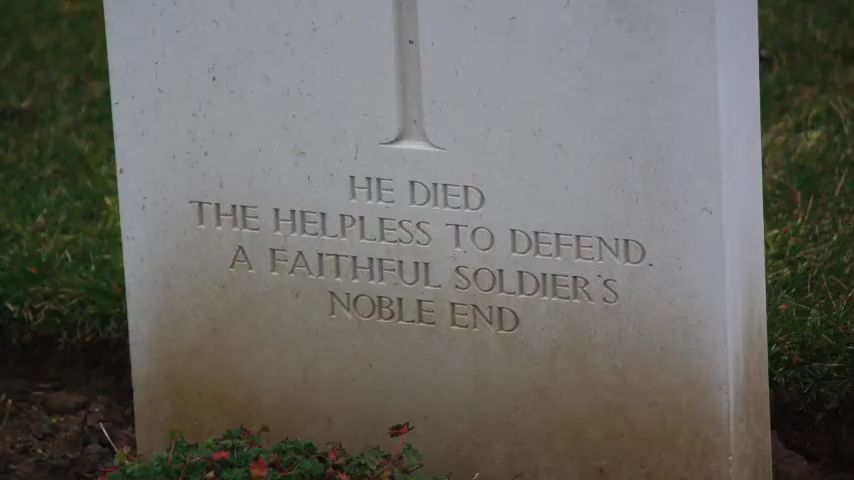 HE DIED
THE HELPLESS TO DEFEND.
A FAITHFUL SOLDIER'S
NOBLE END